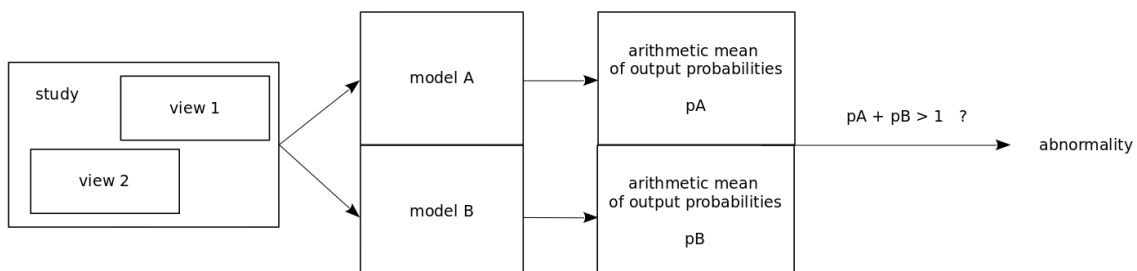 study
view 1
view 2
model A
model B
arithmetic mean
of output probabilities
pA
arithmetic mean
of output probabilities
pB
pA + pB > 1   ?
abnormality